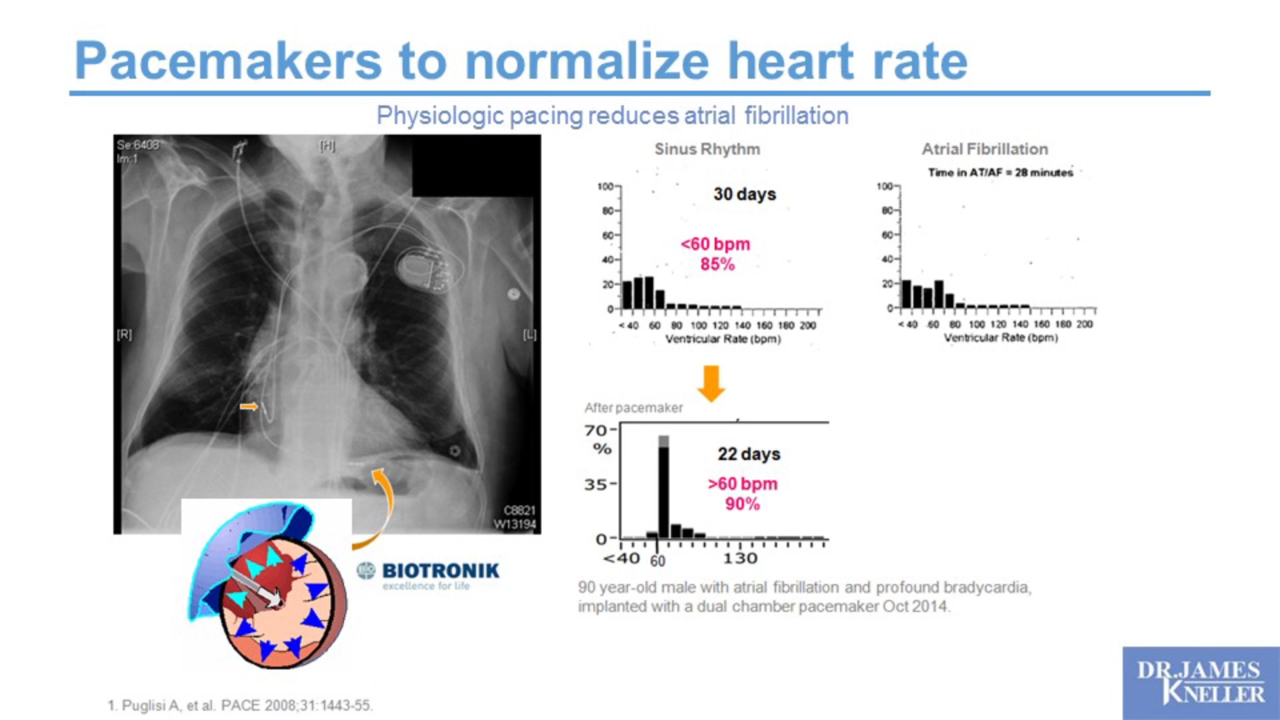 Pacemakers to normalize heart rate
Physiologic pacing reduces atrial fibrillation
Se:6408
Im:1
[H]
[R]
[L]
C8821
W13194
BIOTRONIK
excellence for life
Sinus Rhythm
30 days
<60 bpm
85%
100
80
60
40
20
0
< 40 60 80 100 120 140 160 180 200
Ventricular Rate (bpm)
Atrial Fibrillation
Time in AT/AF = 28 minutes
100
80
60
40
20
0
< 40 60 80 100 120 140 160 180 200
Ventricular Rate (bpm)
After pacemaker
70
%
35
0
22 days
>60 bpm
90%
<40 60 130
90 year-old male with atrial fibrillation and profound bradycardia,
implanted with a dual chamber pacemaker Oct 2014.
1. Puglisi A, et al. PACE 2008;31:1443-55.
DR.JAMES
KNELLER